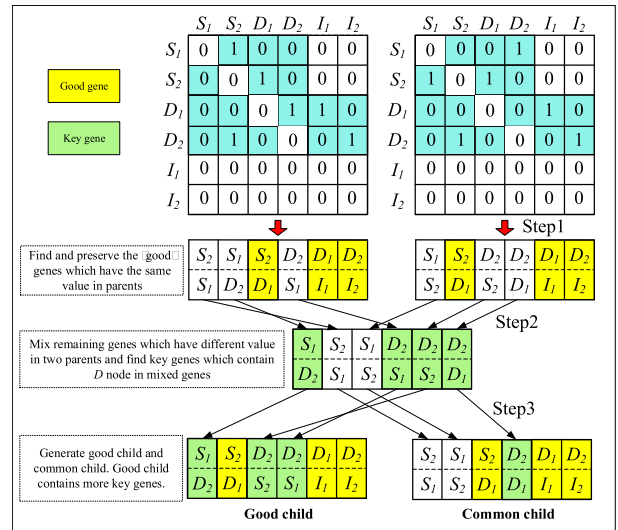 S1 S2 D1 D2 I1 I2 S1 S2 D1 D2 I1 I2
S1 0 1 0 0 0 0 S1 0 0 0 1 0 0
Good gene
S2 0 0 1 0 0 0 S2 1 0 1 0 0 0
D1 0 0 0 1 1 0 D1 0 0 0 0 1 0
Key gene
D2 0 1 0 0 0 1 D2 0 1 0 0 0 1
I1 0 0 0 0 0 0 I1 0 0 0 0 0 0
I2 0 0 0 0 0 0 I2 0 0 0 0 0 0
Step1
Find and preserve the □good□
genes which have the same
value in parents
S2 S1 S2 D2 D1 D2 S1 S2 D2 D2 D1 D2
S1 D2 D1 S1 I1 I2 D2 D1 S2 D1 I1 I2
Step2
Mix remaining genes which have different value
in two parents and find key genes which contain
D node in mixed genes
S1 S2 S1 D2 D2 D2
D2 S1 S2 S1 S2 D1
Step3
Generate good child and
common child. Good child
contains more key genes.
S1 S2 D2 D2 D1 D2 S2 S1 S2 D2 D1 D2
D2 D1 S2 S1 I1 I2 S1 S2 D1 D1 I1 I2
Good child Common child